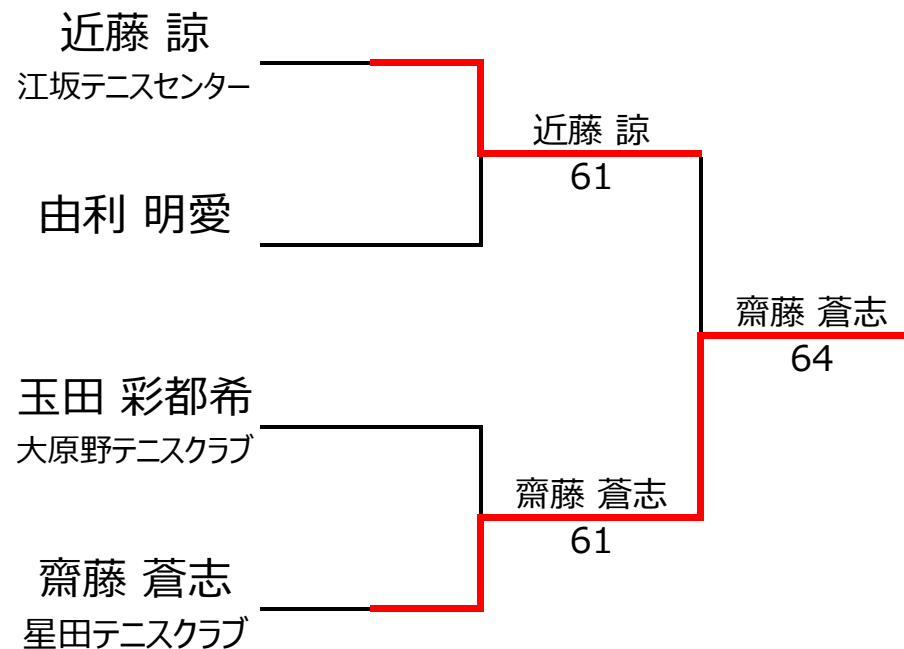 近藤 諒
江坂テニスセンター
由利 明愛
玉田 彩都希
大原野テニスクラブ
齋藤 蒼志
星田テニスクラブ
近藤 諒
61
齋藤 蒼志
61
齋藤 蒼志
64